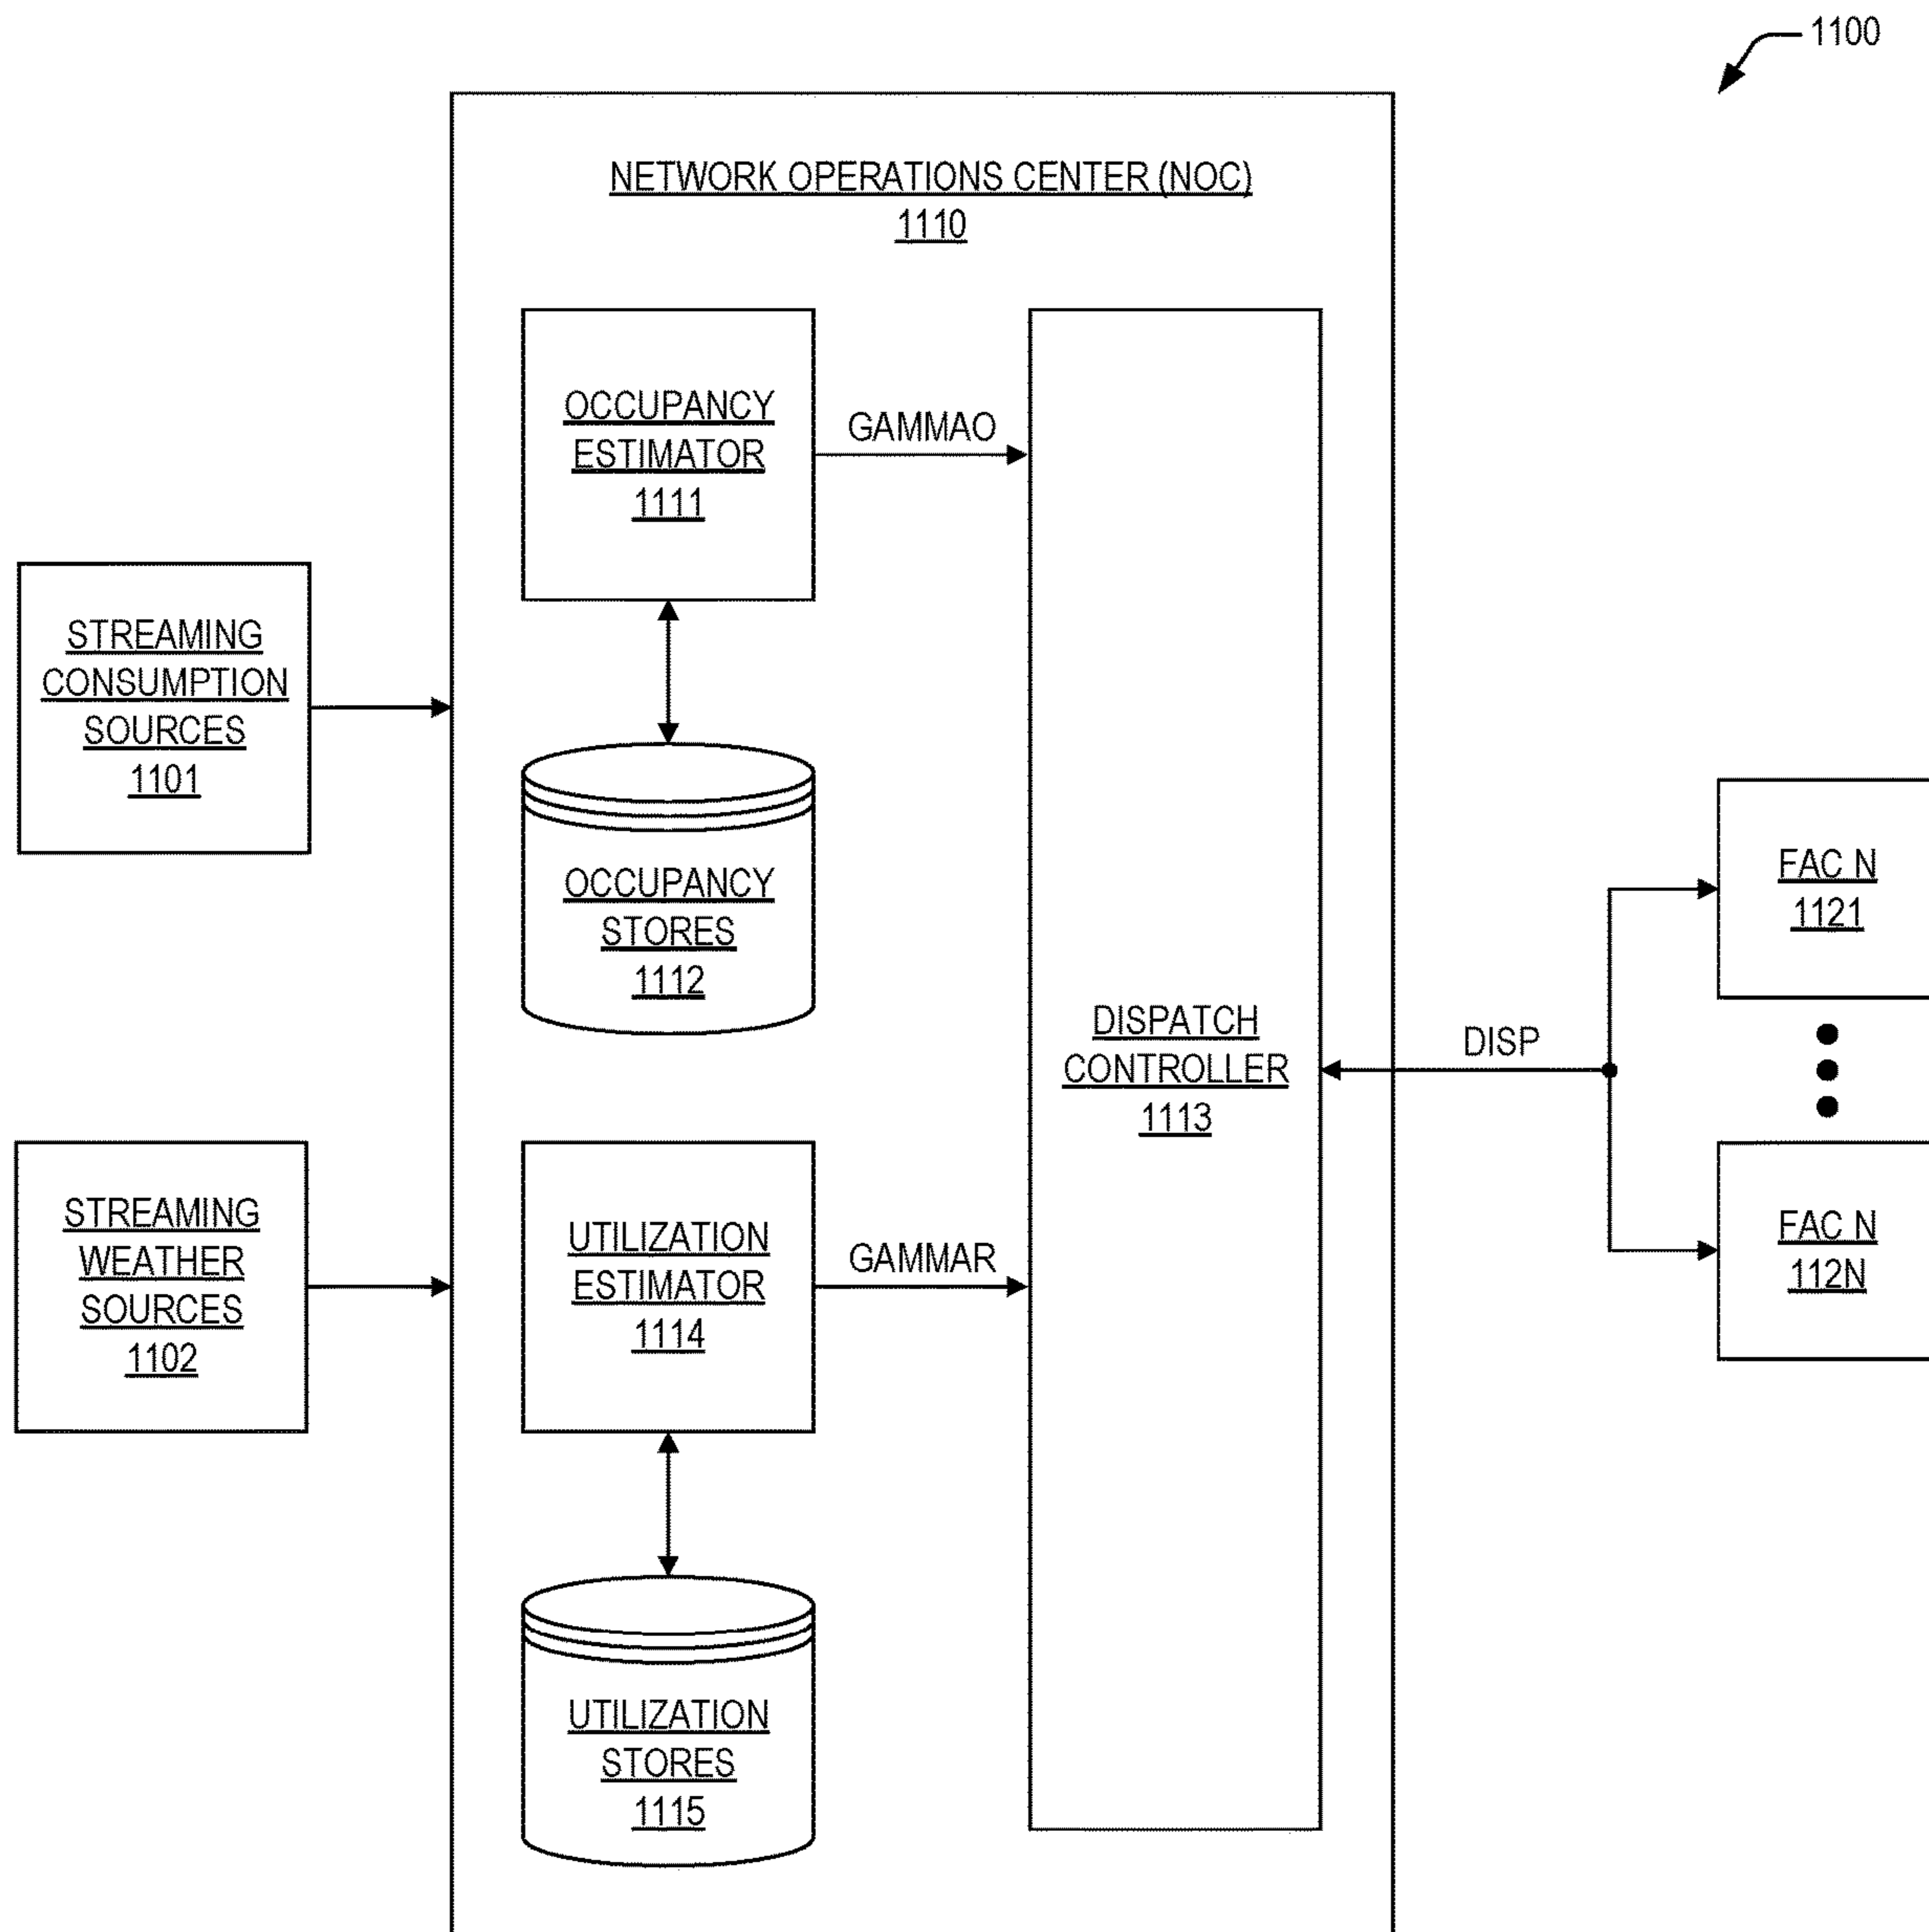 1100
NETWORK OPERATIONS CENTER (NOC)
1110
OCCUPANCY
ESTIMATOR
1111
GAMMAO
STREAMING
CONSUMPTION
SOURCES
1101
OCCUPANCY
STORES
1112
DISPATCH
CONTROLLER
1113
DISP
FAC N
1121
FAC N
112N
STREAMING
WEATHER
SOURCES
1102
UTILIZATION
ESTIMATOR
1114
GAMMAR
UTILIZATION
STORES
1115